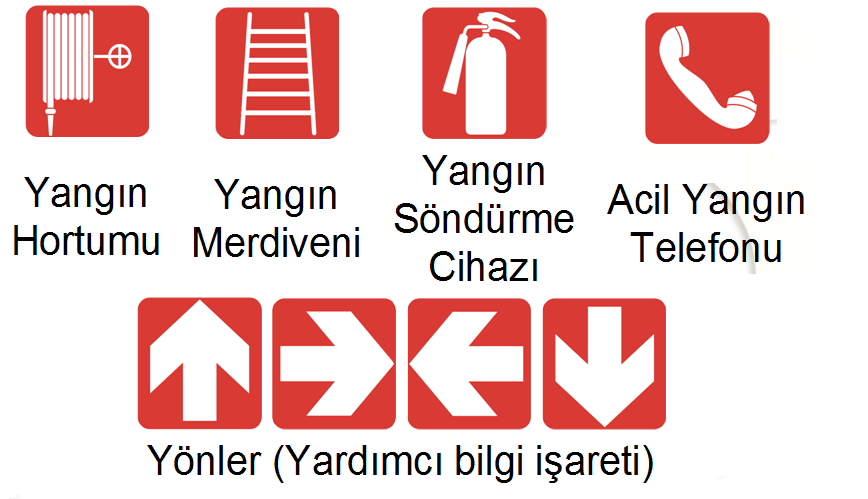 Yangın
Hortumu
Yangın
Merdiveni
Yangın
Söndürme
Cihazı
Acil Yangın
Telefonu
Yönler (Yardımcı bilgi işareti)